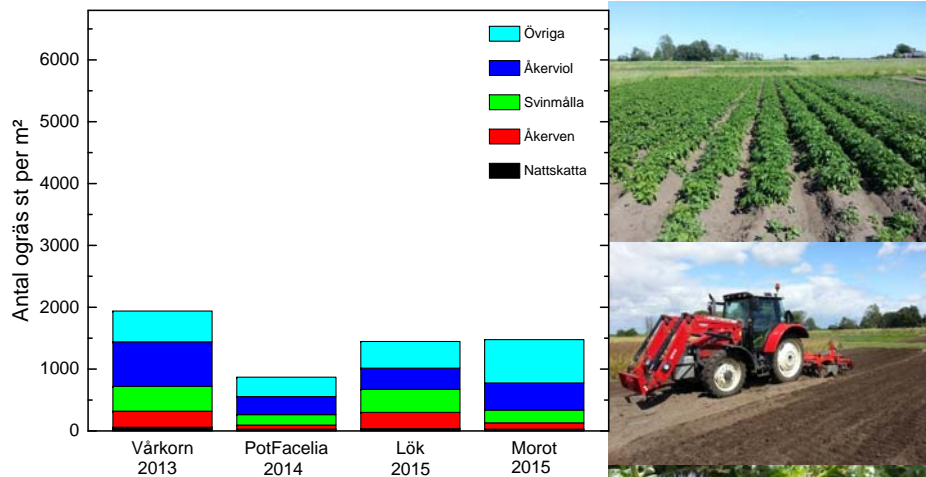 Antal ogräs st per m²
6000
5000
4000
3000
2000
1000
0
Övriga
Åkerviol
Svinmålla
Åkerven
Nattskatta
Vårkorn
2013
PotFacelia
2014
Lök
2015
Morot
2015